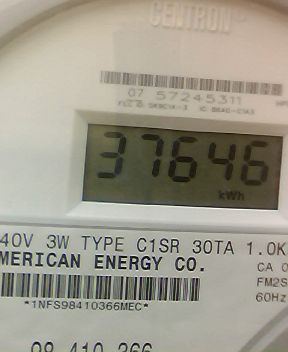 CENTRON®
07 57245311
37646
kWh
40V 3W TYPE C1SR 30TA 1.0K
MERICAN ENERGY CO.
CA 0
FM2S
*1NFS98410366MEC*
60Hz
98 410 366